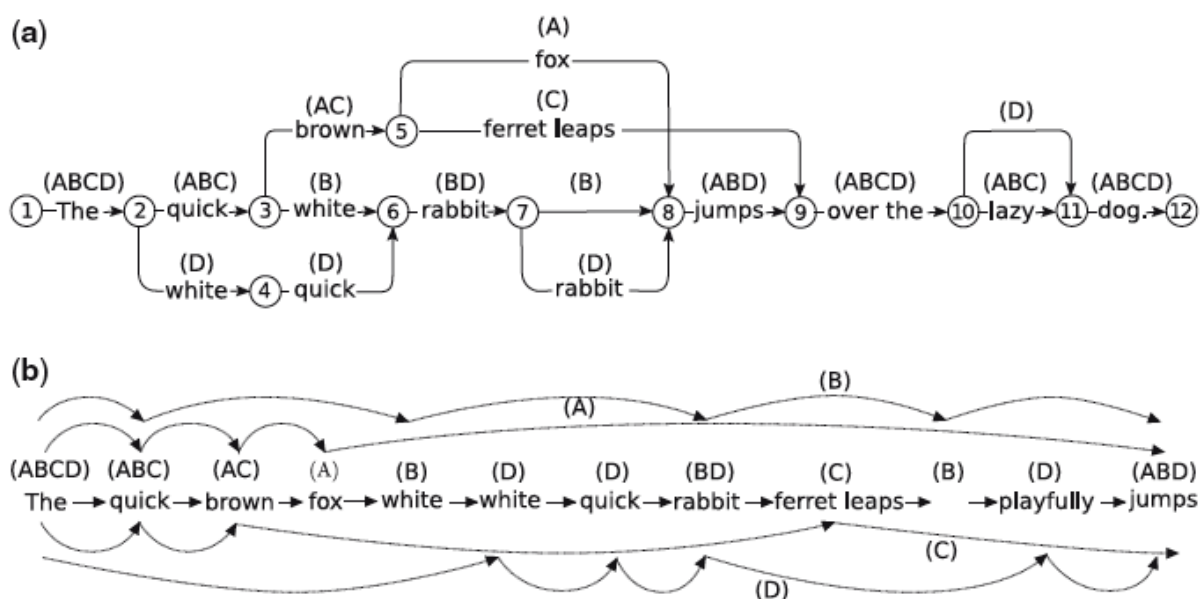 (a)
(A)
fox
(AC) (C) (D)
brown 5 ferret leaps
(ABCD) (ABC) (B) (BD) (B) (ABD) (ABCD) (ABC) (ABCD)
1 The 2 quick 3 white 6 rabbit 7 8 jumps 9 over the 10 lazy 11 dog. 12
(D) (D) (D)
white 4 quick rabbit
(b)
(B)
(A)
(ABCD) (ABC) (AC) (A) (B) (D) (D) (BD) (C) (B) (D) (ABD)
The quick brown fox white white quick rabbit ferret leaps playfully jumps
(C)
(D)